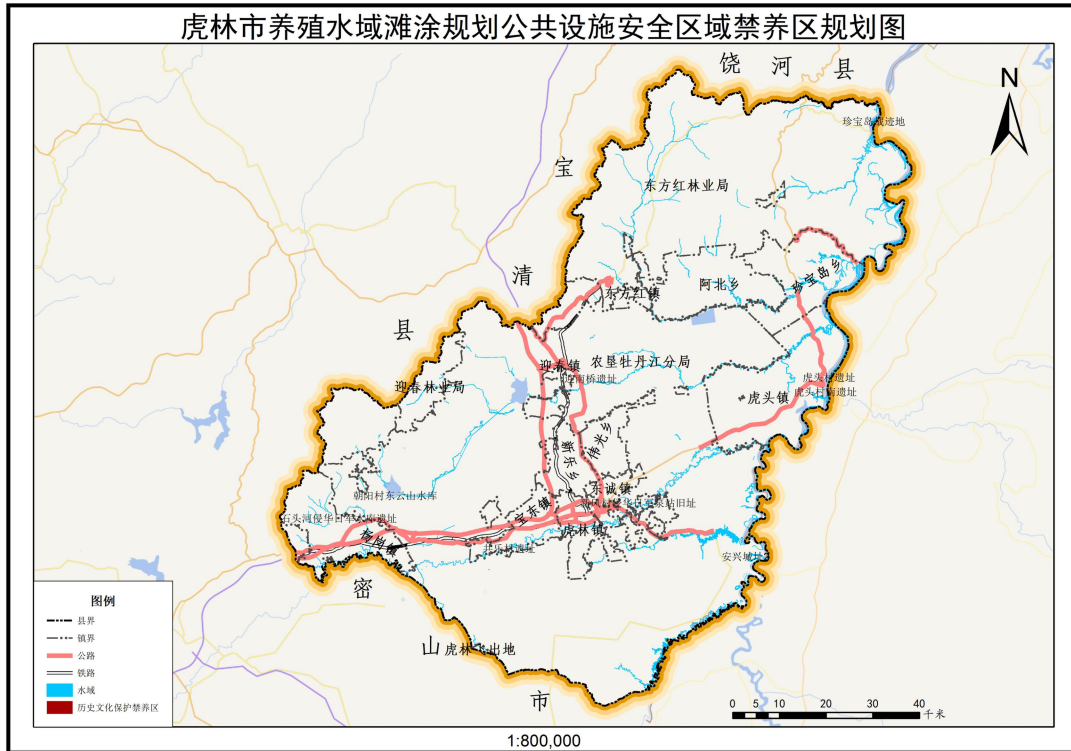 虎林市养殖水域滩涂规划公共设施安全区域禁养区规划图
饶河县
N
珍宝岛战迹地
宝
东方红林业局
清
珍宝岛乡
阿北乡
东方红镇
县
迎春镇
农垦牡丹江分局
迎春林业局
虎头镇
虎头村遗址
虎头村南遗址
佛光乡
新乐乡
朝阳村东云山水库
东诚镇
宝东镇
虎林镇
杨岗镇
安兴城址
密
山
市
图例
县界
镇界
公路
铁路
水域
历史文化保护禁养区
0 5 10 20 30 40
千米
1:800,000